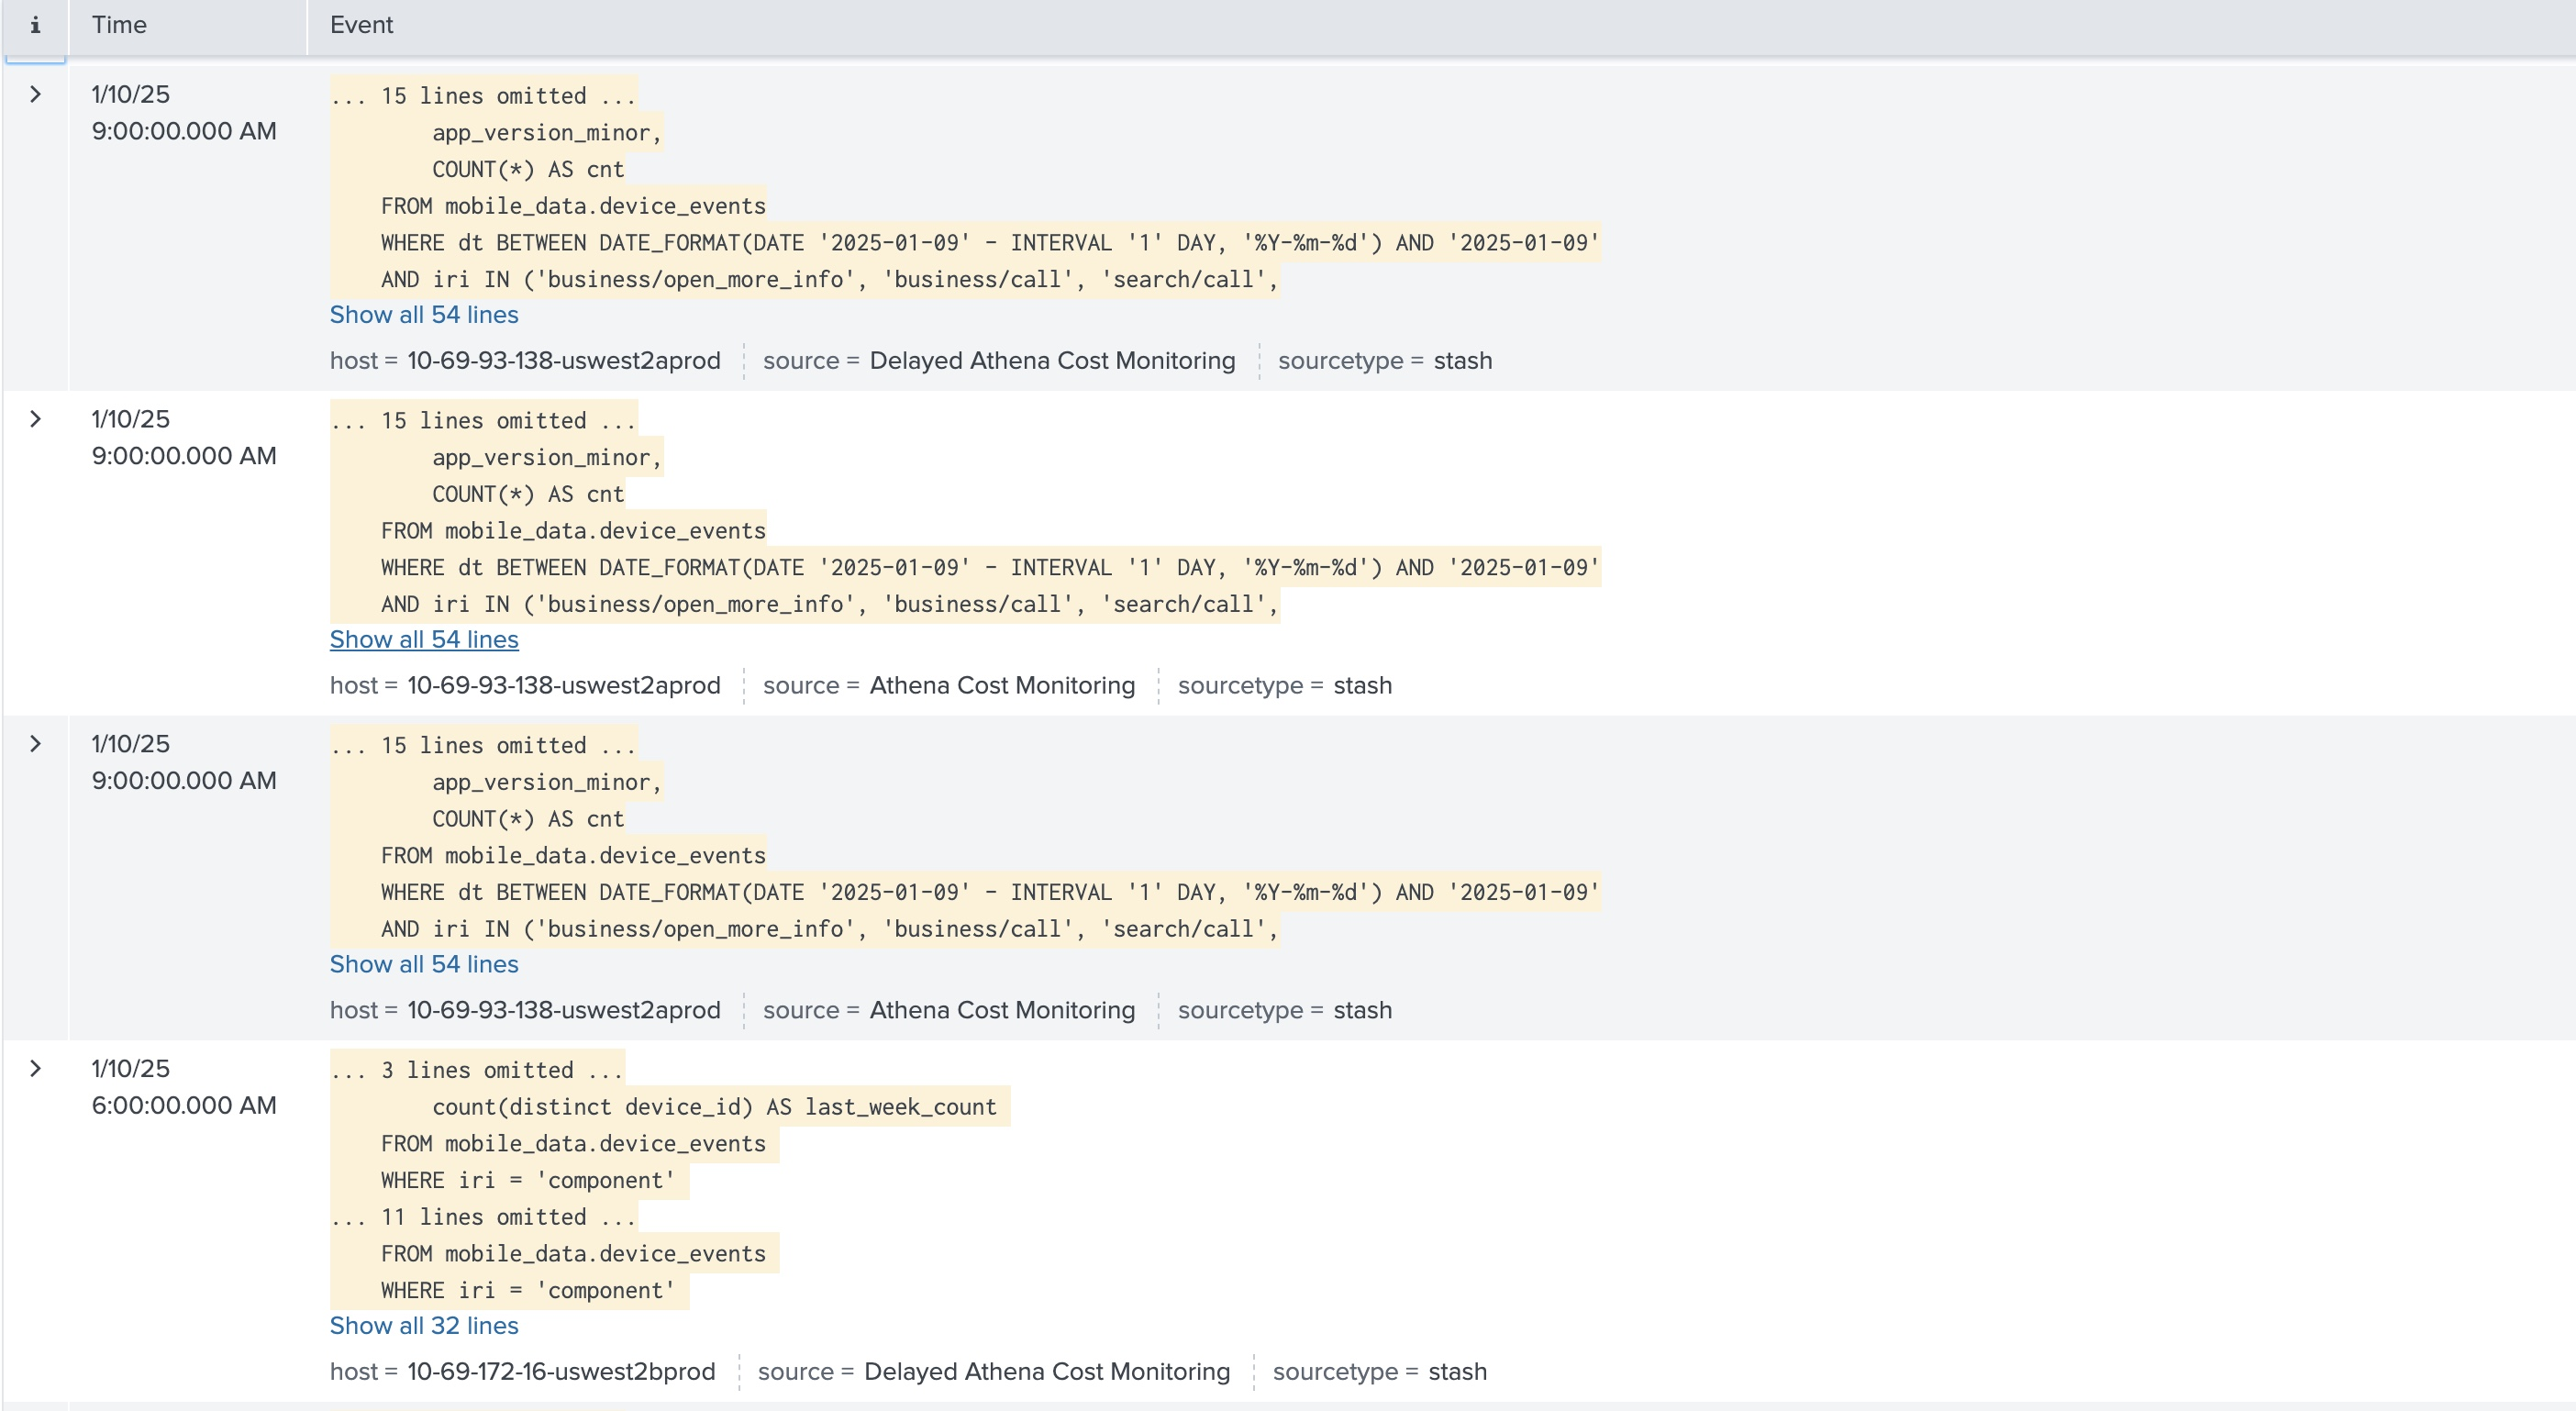 i Time Event
1/10/25
9:00:00.000 AM
... 15 lines omitted ...
app_version_minor,
COUNT(*) AS cnt
FROM mobile_data.device_events
WHERE dt BETWEEN DATE_FORMAT(DATE '2025-01-09' - INTERVAL '1' DAY, '%Y-%m-%d') AND '2025-01-09'
AND iri IN ('business/open_more_info', 'business/call', 'search/call',
Show all 54 lines
host = 10-69-93-138-uswest2aprod source = Delayed Athena Cost Monitoring sourcetype = stash
1/10/25
9:00:00.000 AM
... 15 lines omitted ...
app_version_minor,
COUNT(*) AS cnt
FROM mobile_data.device_events
WHERE dt BETWEEN DATE_FORMAT(DATE '2025-01-09' - INTERVAL '1' DAY, '%Y-%m-%d') AND '2025-01-09'
AND iri IN ('business/open_more_info', 'business/call', 'search/call',
Show all 54 lines
host = 10-69-93-138-uswest2aprod source = Athena Cost Monitoring sourcetype = stash
1/10/25
9:00:00.000 AM
... 15 lines omitted ...
app_version_minor,
COUNT(*) AS cnt
FROM mobile_data.device_events
WHERE dt BETWEEN DATE_FORMAT(DATE '2025-01-09' - INTERVAL '1' DAY, '%Y-%m-%d') AND '2025-01-09'
AND iri IN ('business/open_more_info', 'business/call', 'search/call',
Show all 54 lines
host = 10-69-93-138-uswest2aprod source = Athena Cost Monitoring sourcetype = stash
1/10/25
6:00:00.000 AM
... 3 lines omitted ...
count(distinct device_id) AS last_week_count
FROM mobile_data.device_events
WHERE iri = 'component'
... 11 lines omitted ...
FROM mobile_data.device_events
WHERE iri = 'component'
Show all 32 lines
host = 10-69-172-16-uswest2bprod source = Delayed Athena Cost Monitoring sourcetype = stash